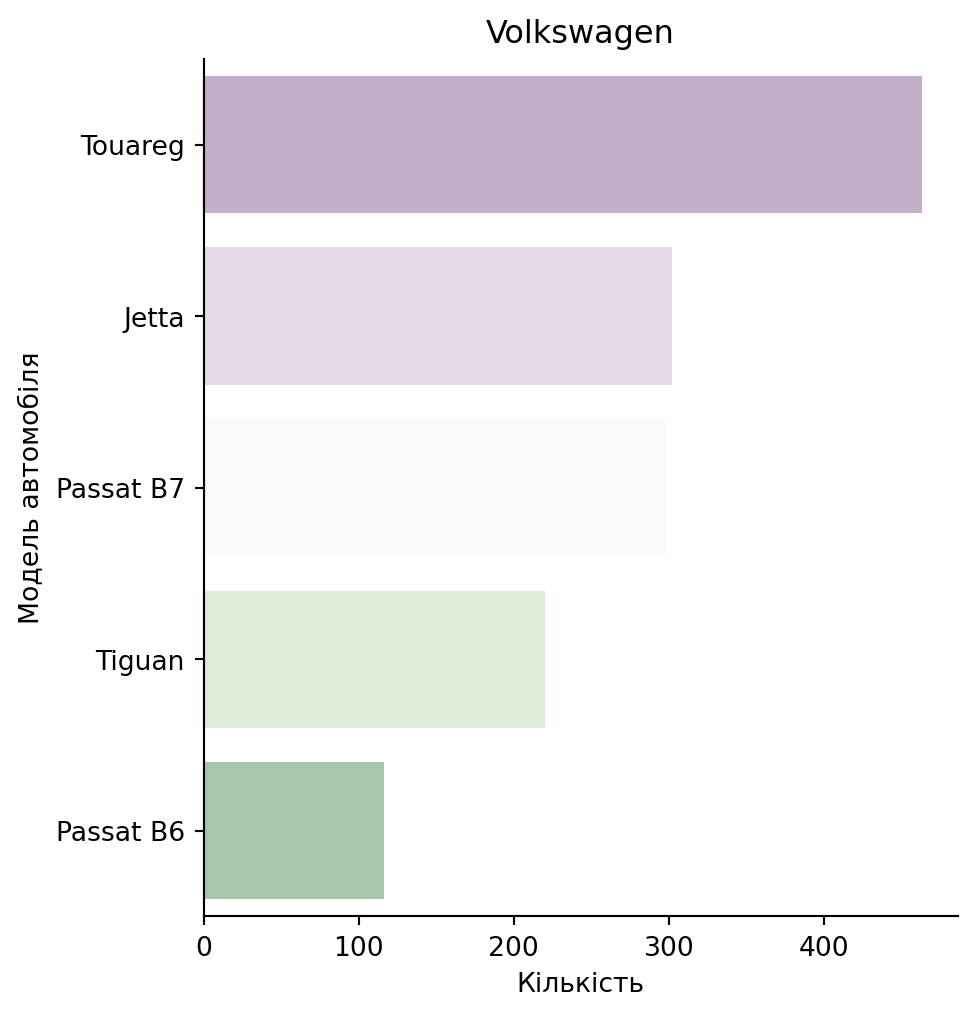 Volkswagen
Touareg
Jetta
Passat B7
Tiguan
Passat B6
Модель автомобіля
0 100 200 300 400
Кількість